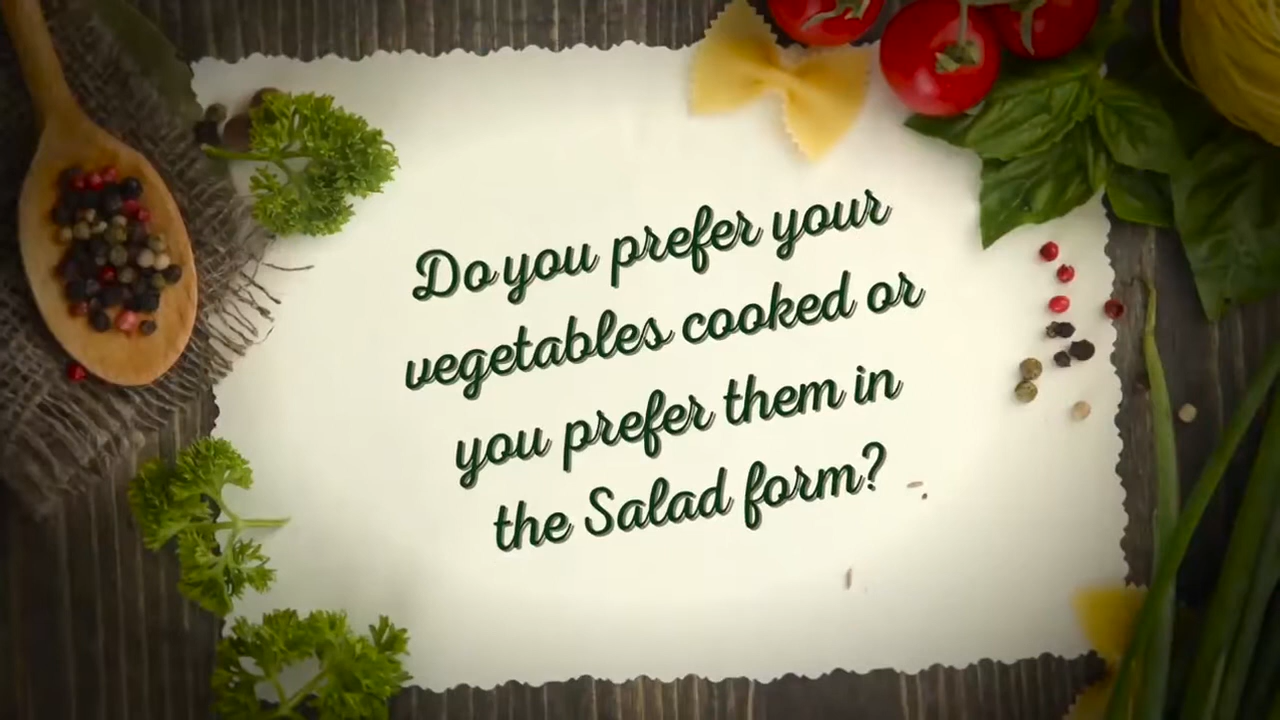 Do you prefer your
vegetables cooked or
you prefer them in
the Salad form?